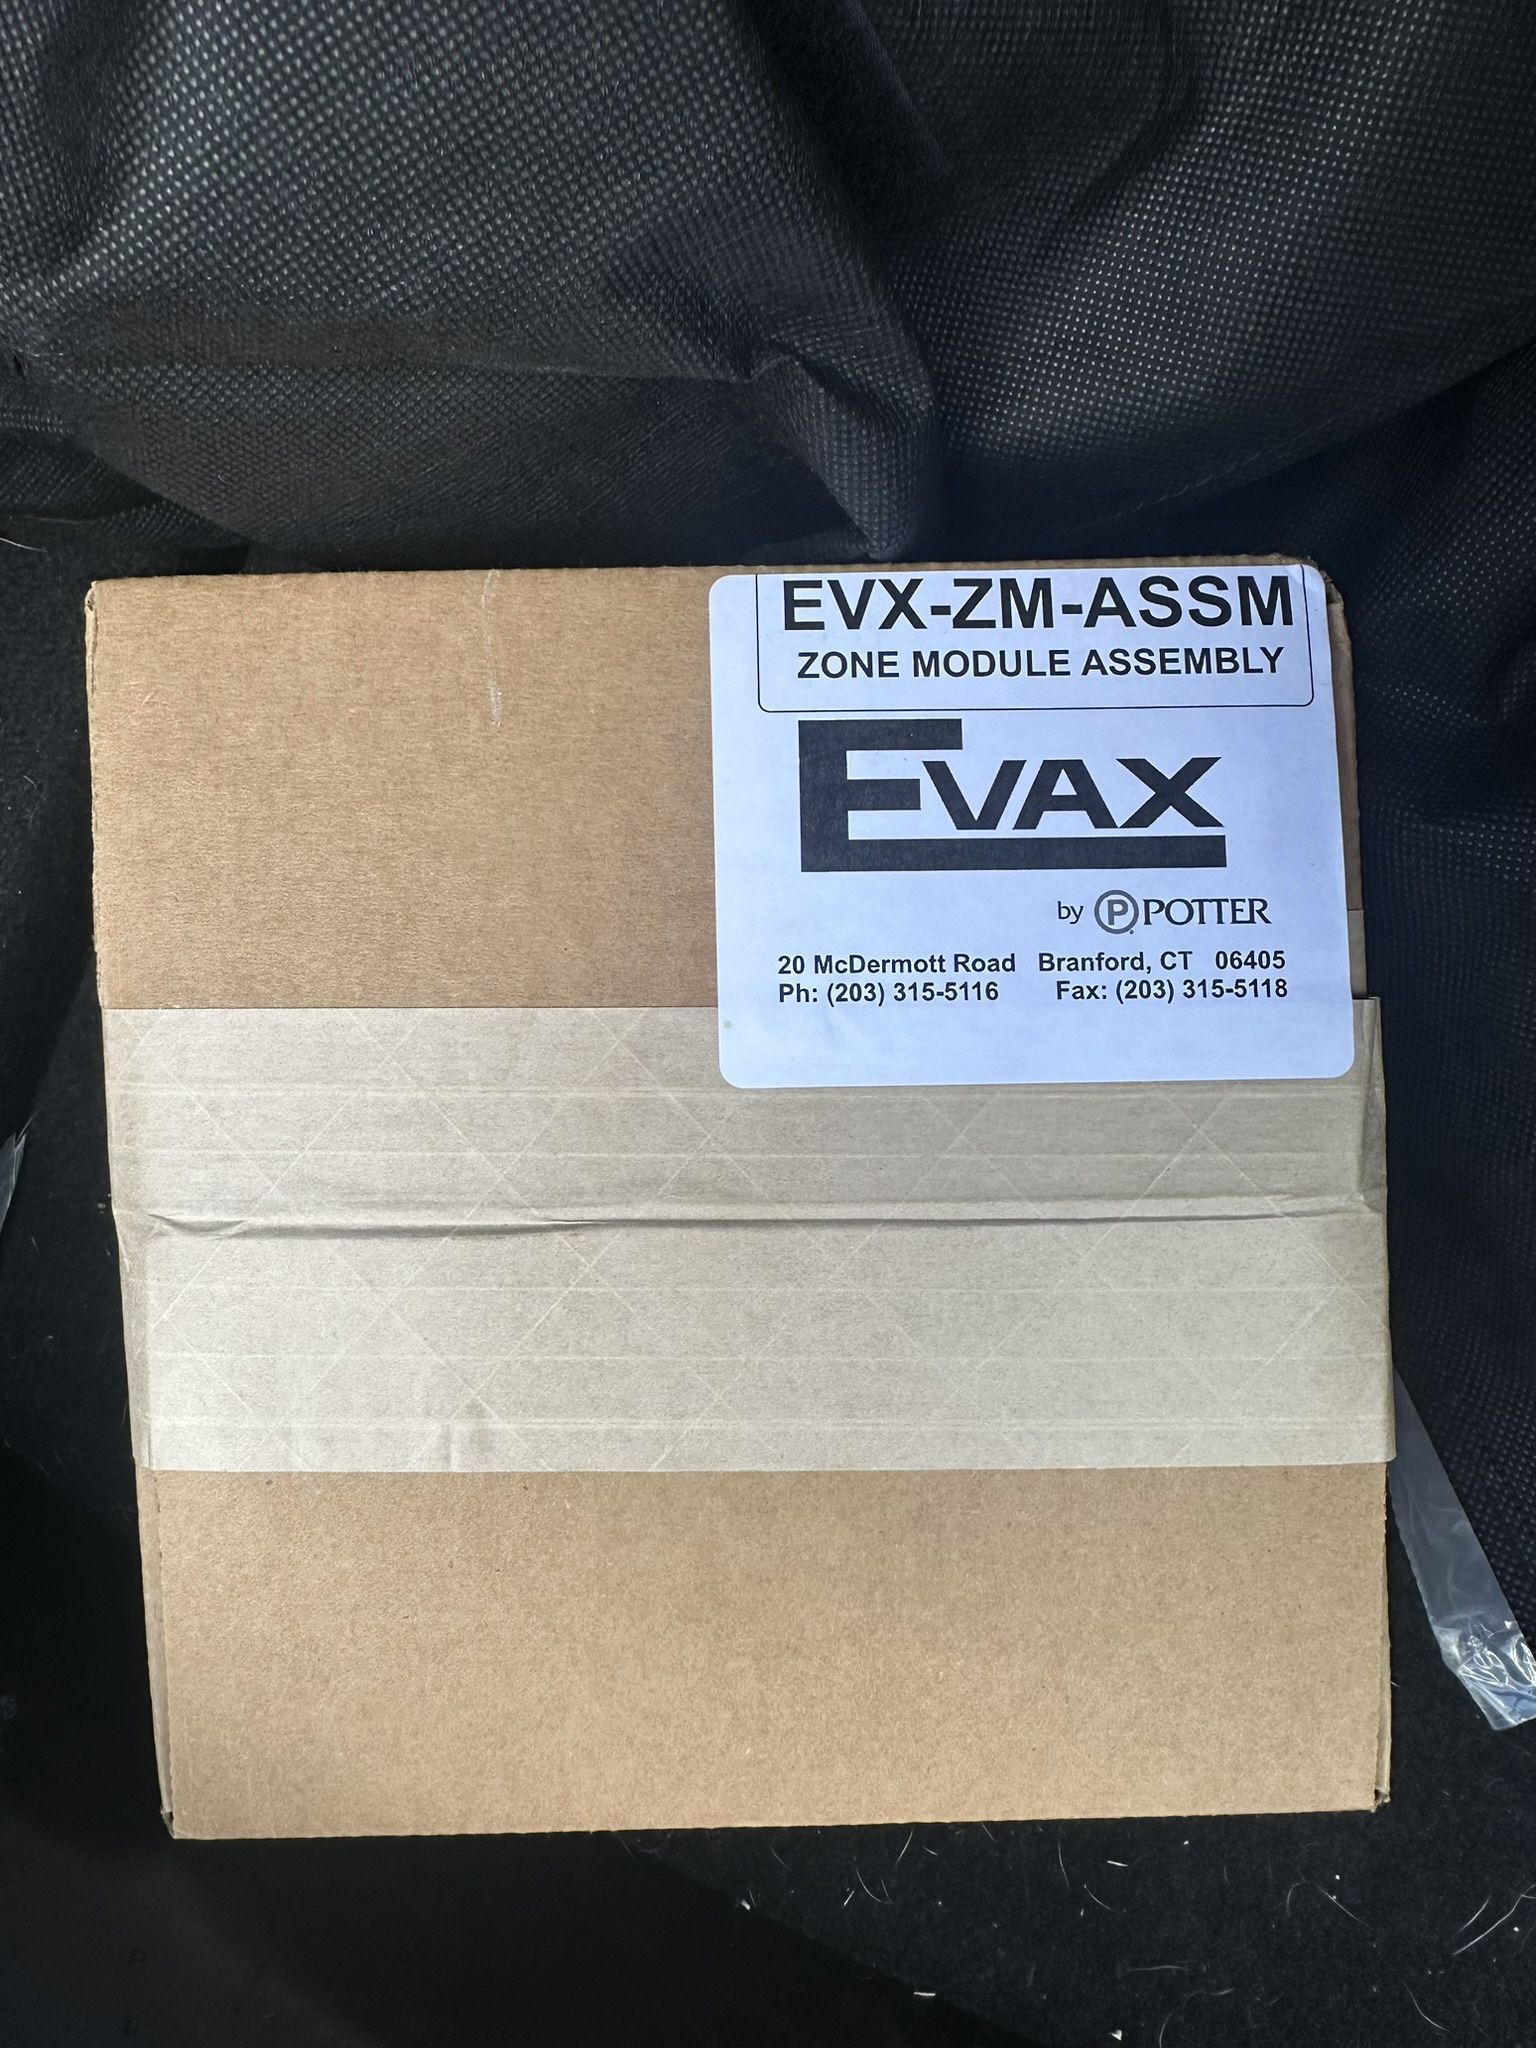 EVX-ZM-ASSM
ZONE MODULE ASSEMBLY
EVAX
by P POTTER
20 McDermott Road Branford, CT 06405
Ph: (203) 315-5116 Fax: (203) 315-5118